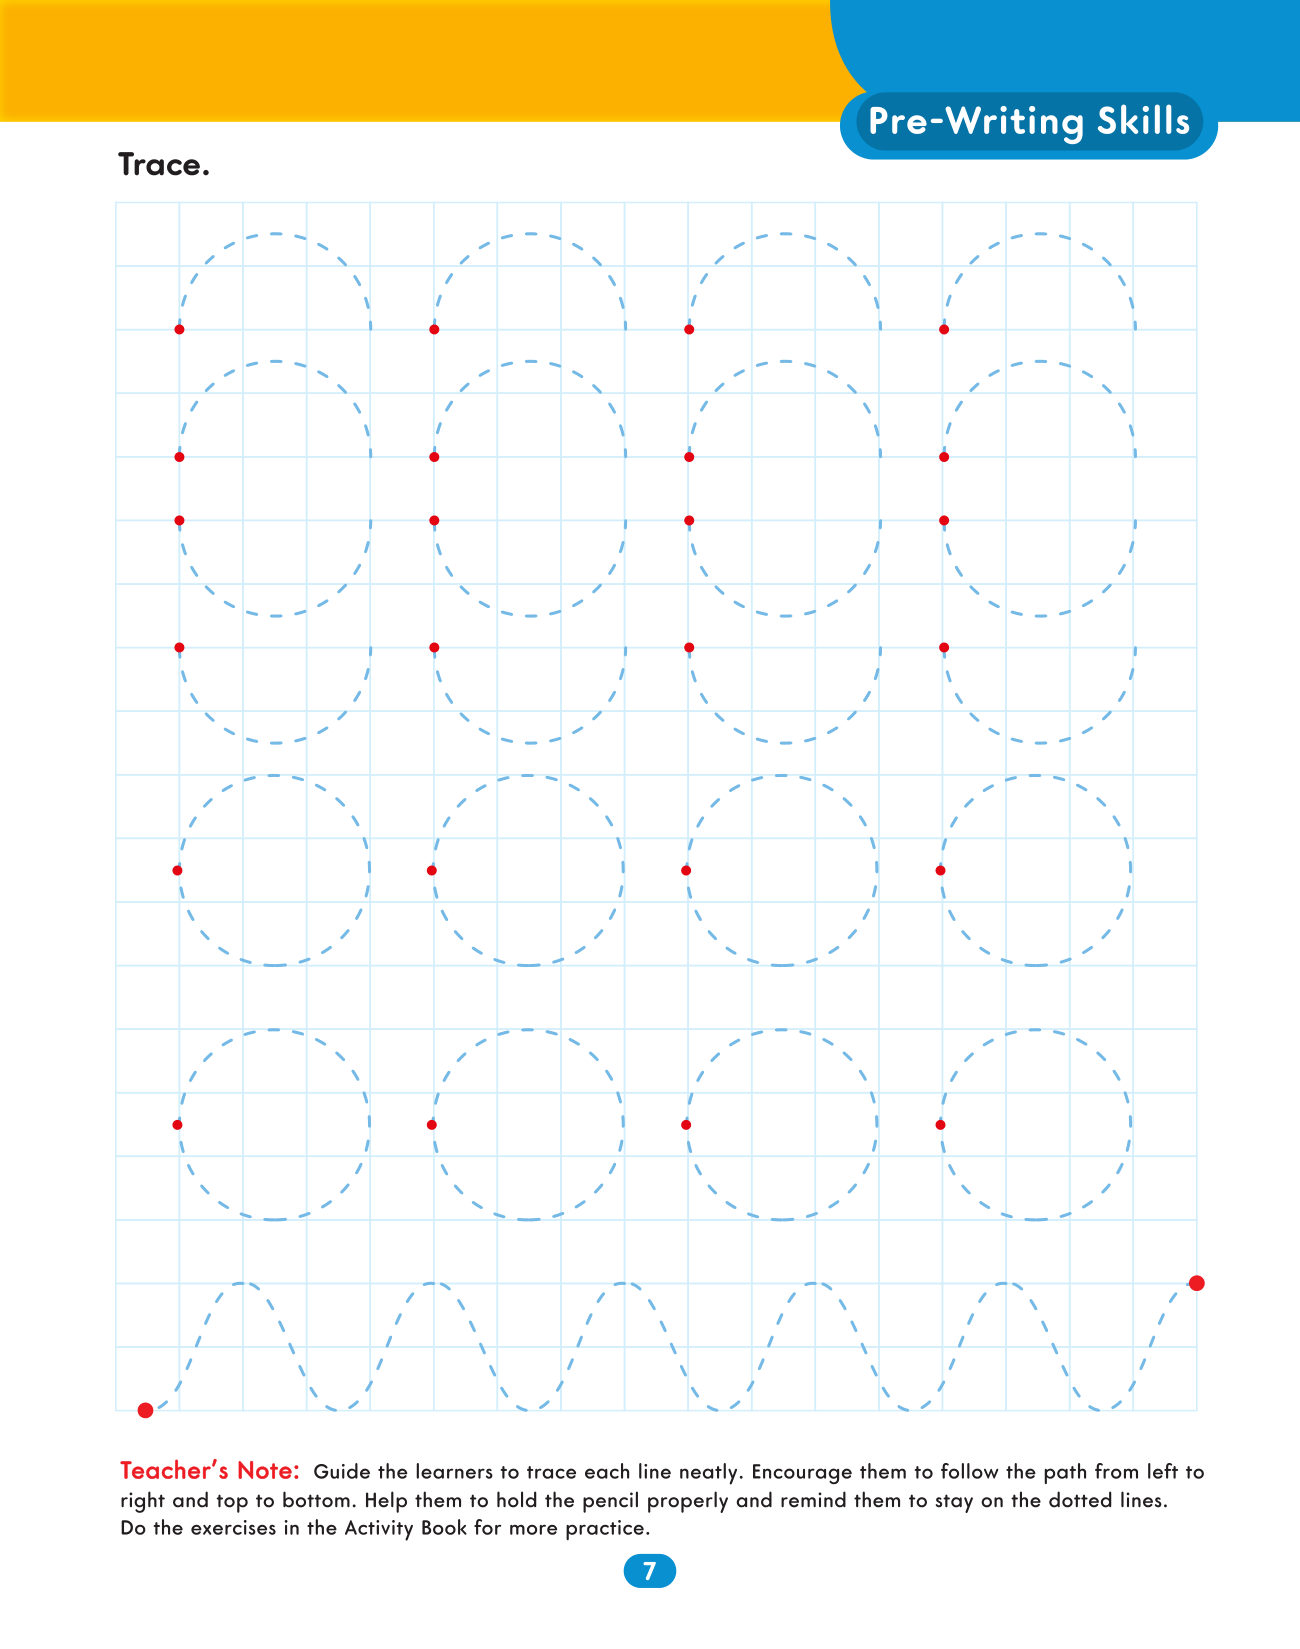 Pre-Writing Skills
Trace.
Teacher’s Note: Guide the learners to trace each line neatly. Encourage them to follow the path from left to
right and top to bottom. Help them to hold the pencil properly and remind them to stay on the dotted lines.
Do the exercises in the Activity Book for more practice.
7